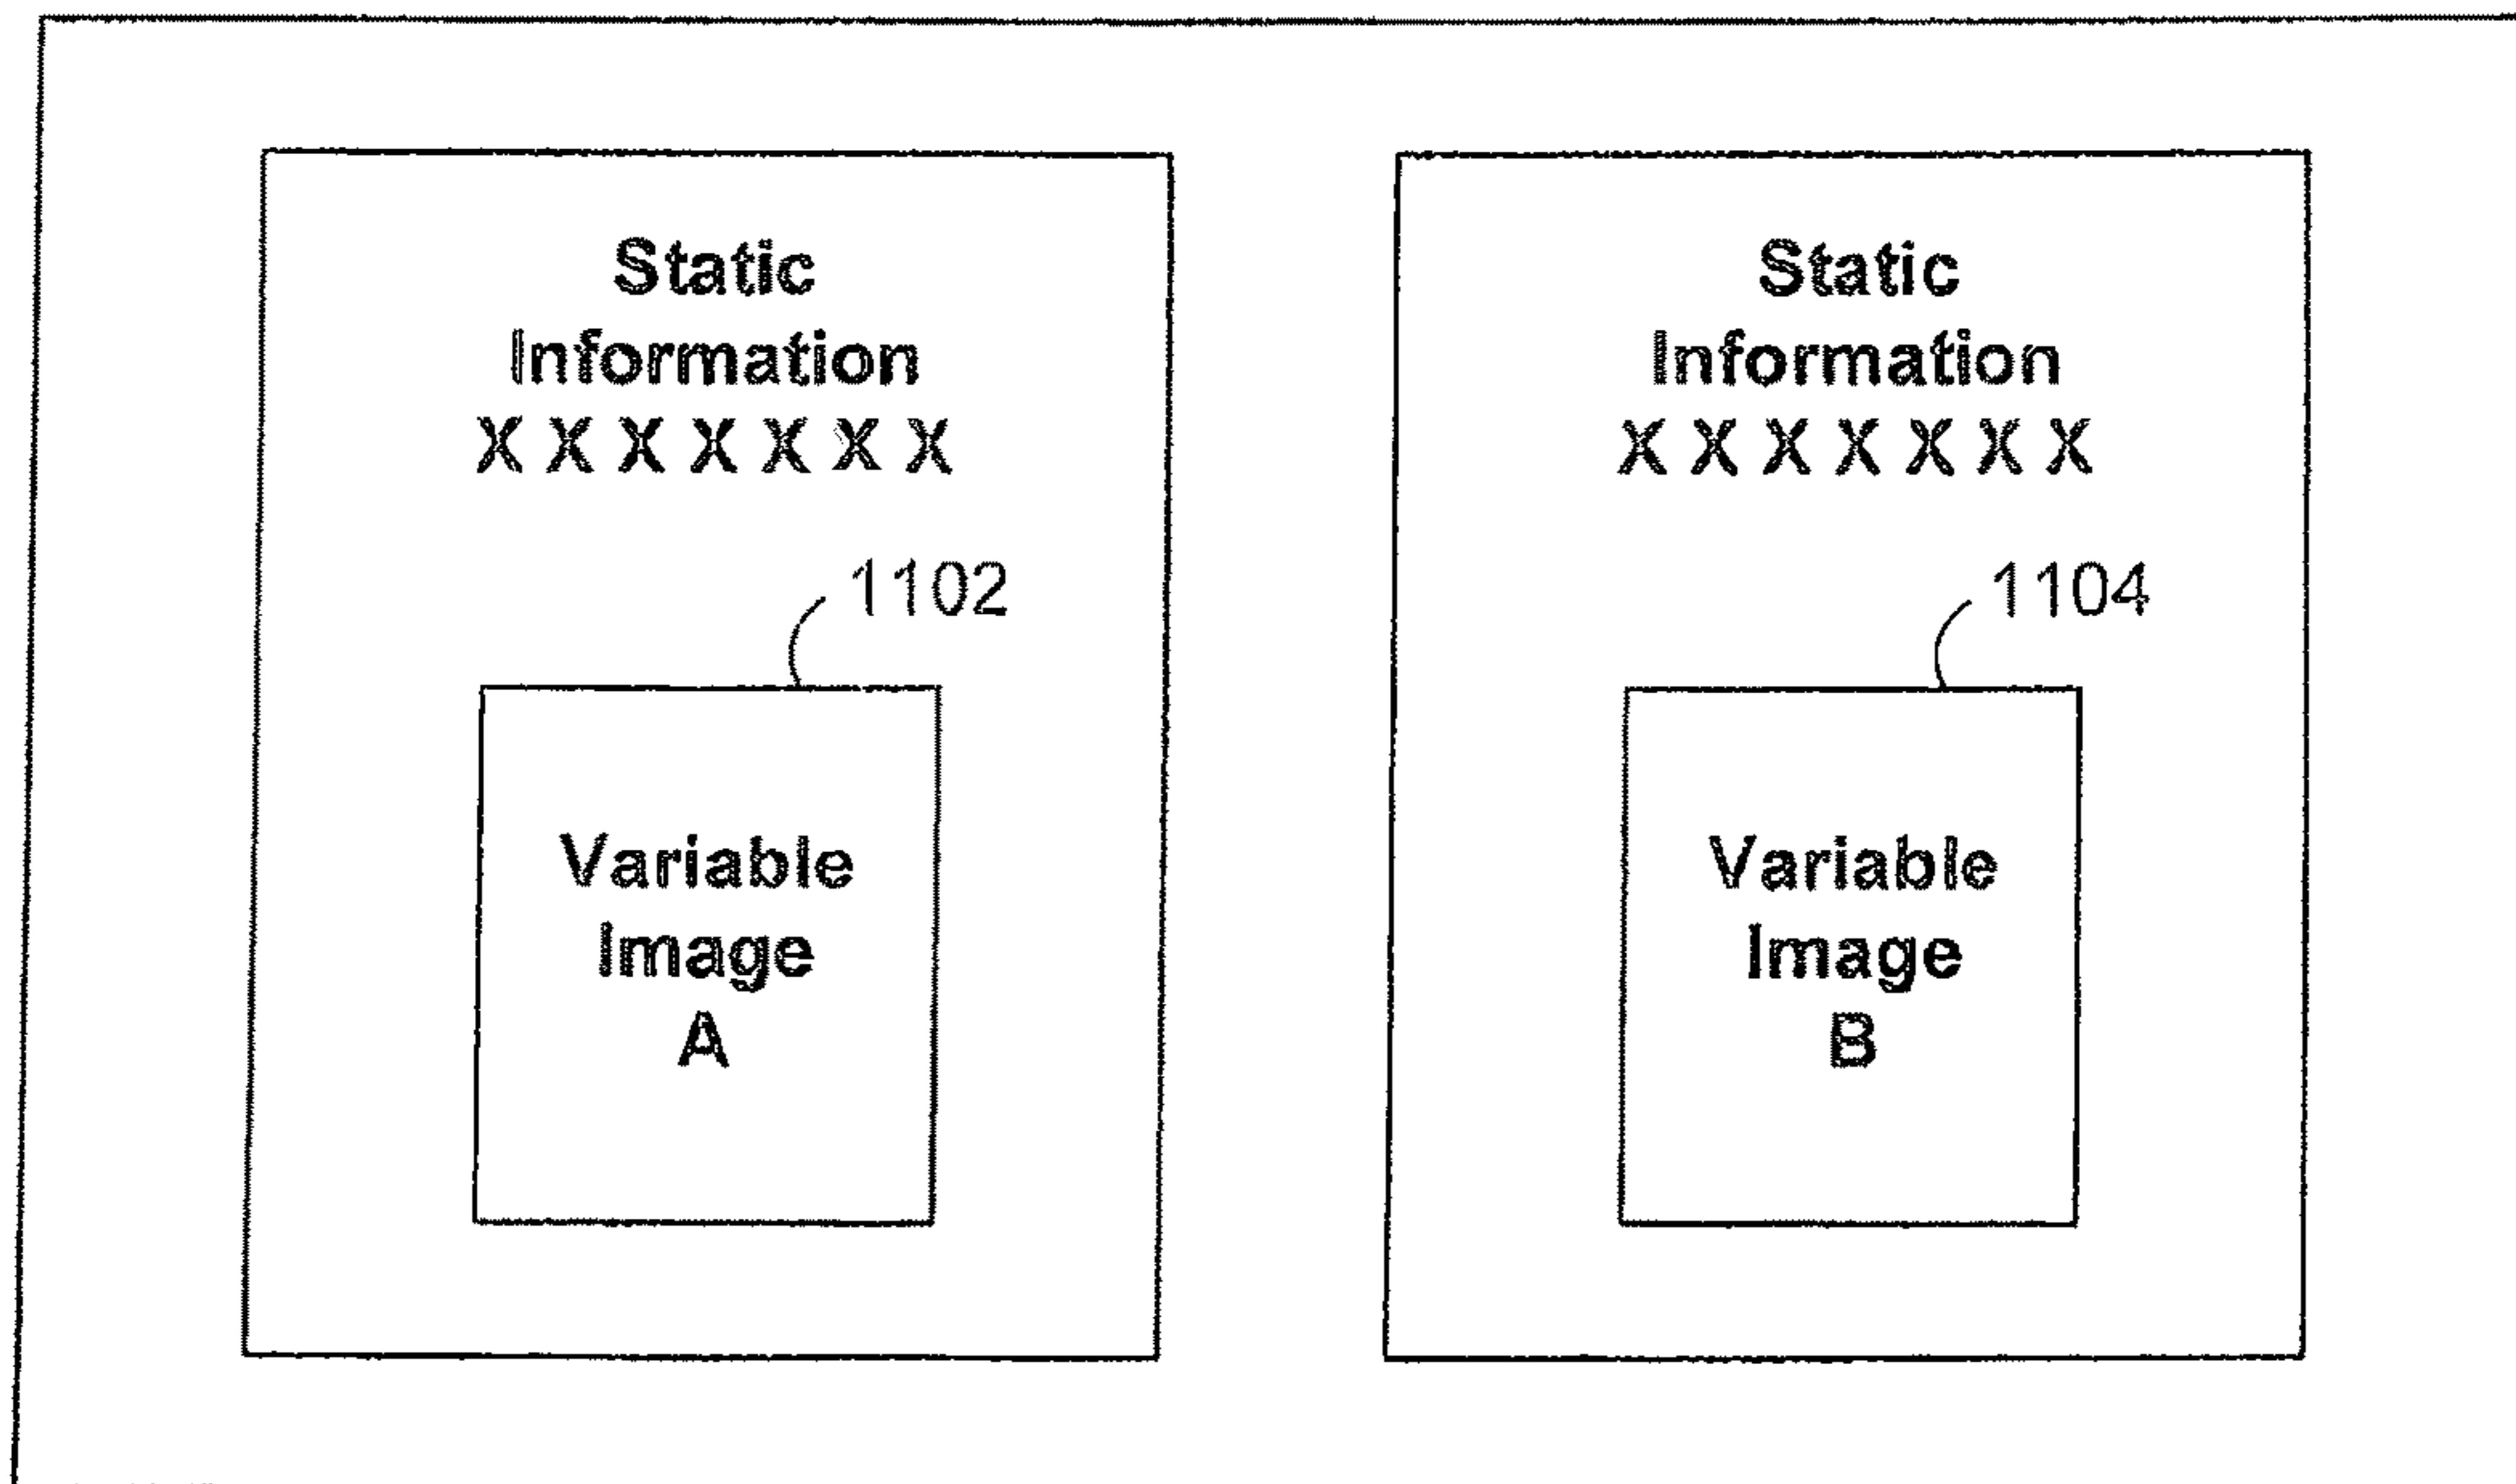 Static
Information
X X X X X X X
1102
Variable
Image
A
Static
Information
X X X X X X X
1104
Variable
Image
B